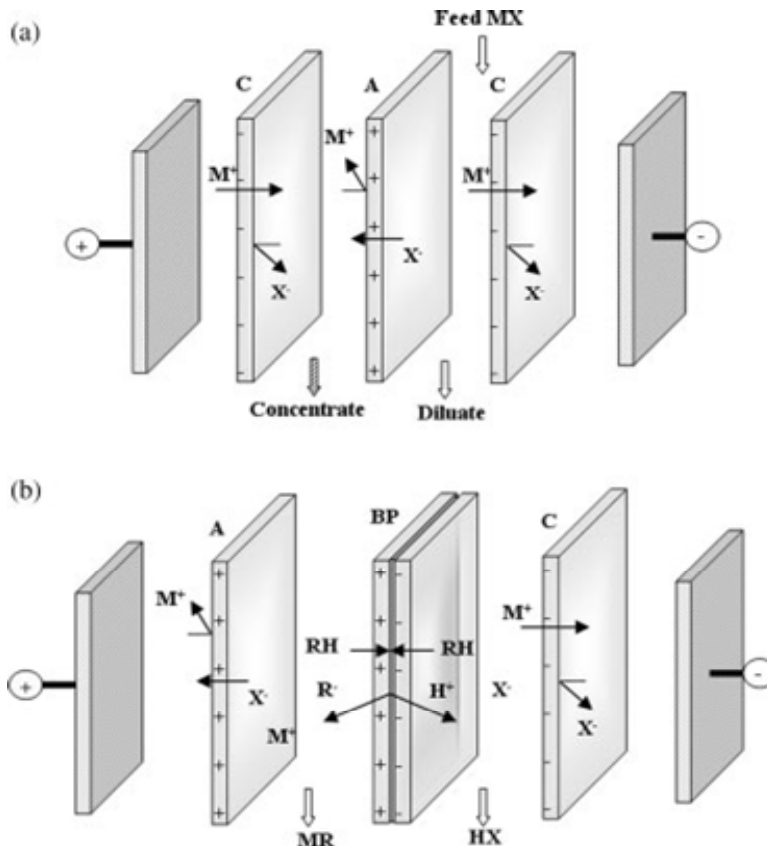 (a)
Feed MX
C A C
M⁺ M⁺ M⁺
+ -
X⁻ X⁻ X⁻
Concentrate Diluate
(b)
A BP C
M⁺ M⁺
RH RH
+ X⁻ R⁻ H⁺ X⁻ -
M⁺ X⁻
MR HX